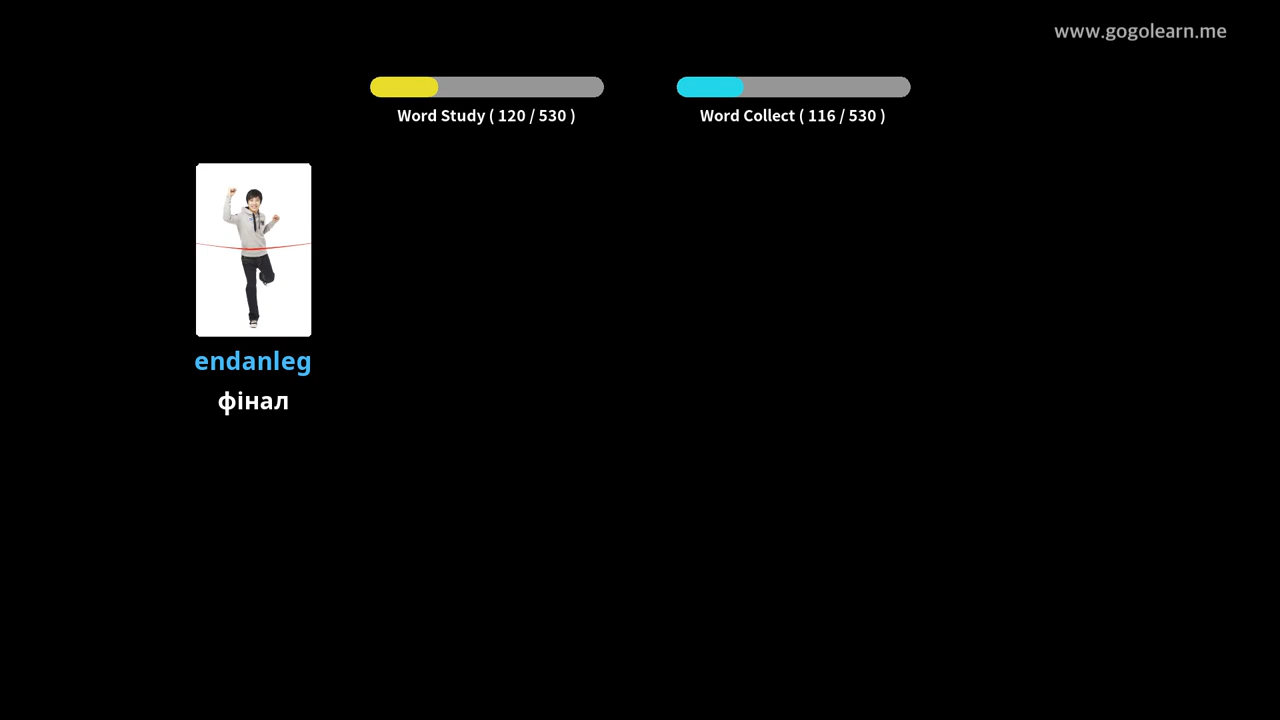 www.gogolearn.me
Word Study ( 120 / 530 )
Word Collect ( 116 / 530 )
endanleg
фінал